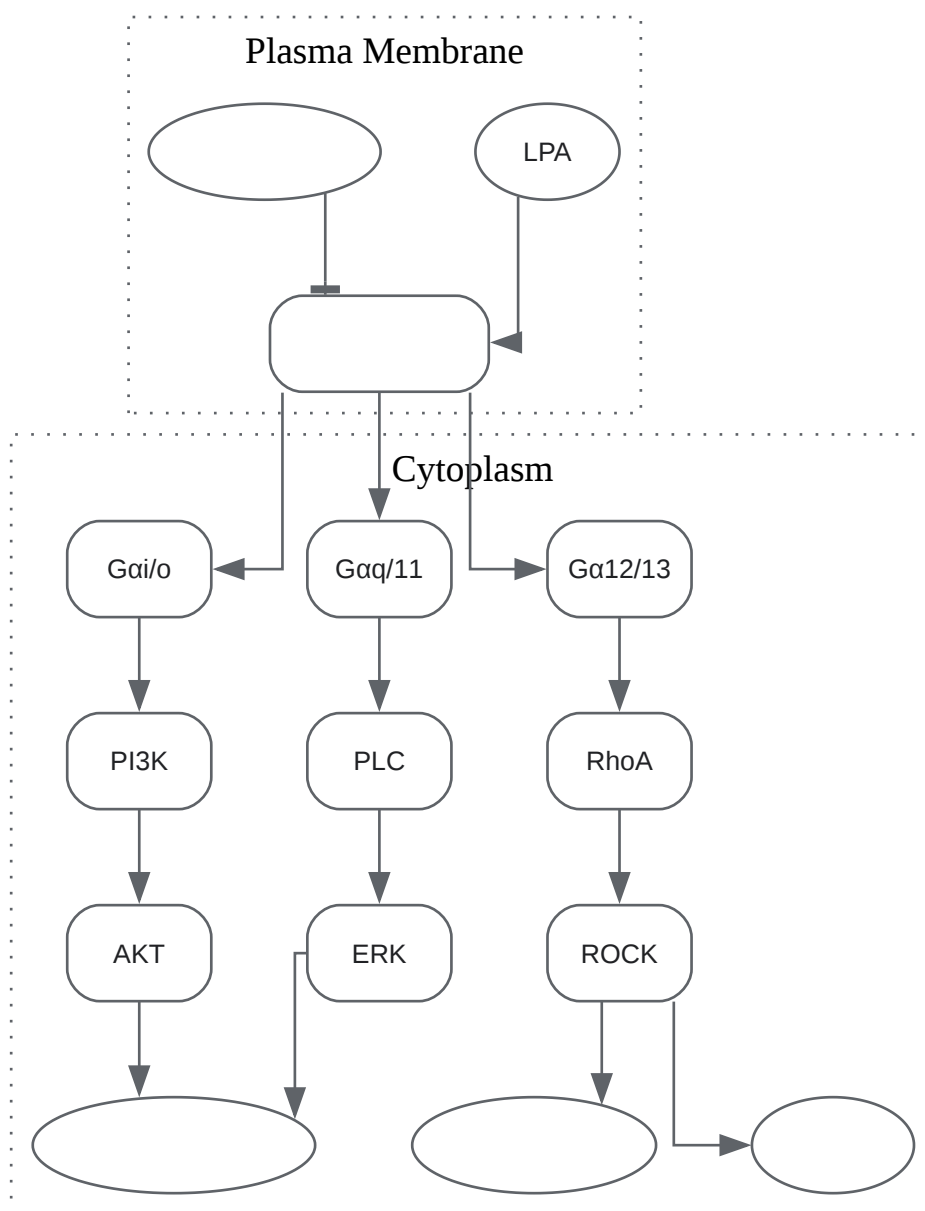 Plasma Membrane
LPA
Cytoplasm
Gαi/o
Gαq/11
Gα12/13
PI3K
PLC
RhoA
AKT
ERK
ROCK